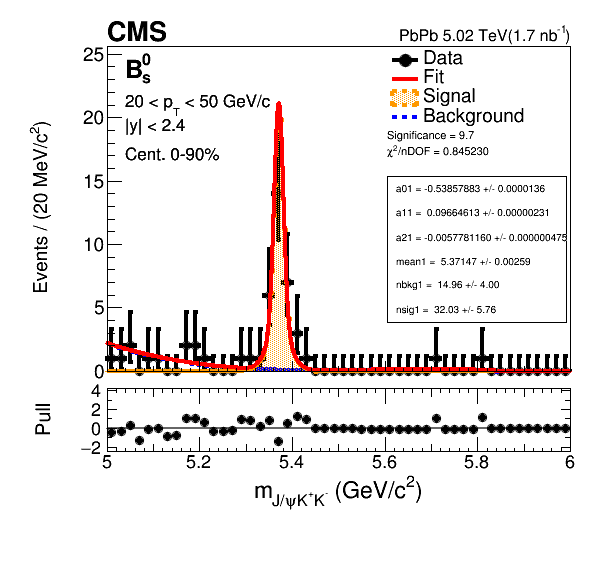 CMS
PbPb 5.02 TeV(1.7 nb⁻¹)
B⁰ₛ
20 < p_T < 50 GeV/c
|y| < 2.4
Cent. 0-90%
Data
Fit
Signal
Background
Significance = 9.7
χ²/nDOF = 0.845230
a01 = -0.53857883 +/- 0.0000136
a11 = 0.09664613 +/- 0.00000231
a21 = -0.0057781160 +/- 0.000000475
mean1 = 5.37147 +/- 0.00259
nbkg1 = 14.96 +/- 4.00
nsig1 = 32.03 +/- 5.76
Events / (20 MeV/c²)
25
20
15
10
5
0
Pull
4
2
0
−2
5 5.2 5.4 5.6 5.8 6
m_{J/ψK⁺K⁻} (GeV/c²)